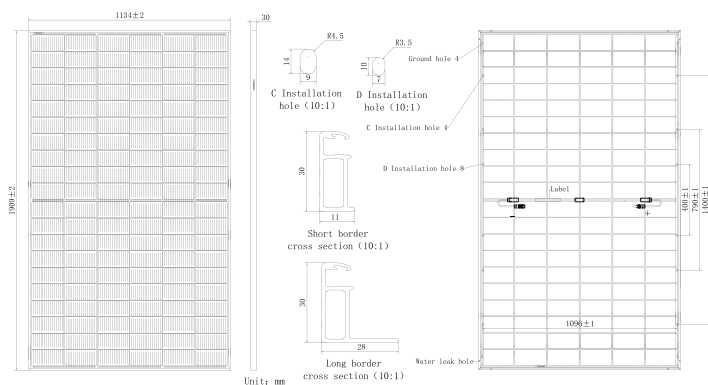 1134±2
1909±2
30
R4.5
14
9
C Installation
hole (10:1)
R3.5
10
7
D Installation
hole (10:1)
30
11
Short border
cross section (10:1)
30
28
Long border
cross section (10:1)
Unit: mm
Ground hole 4
C Installation hole 4
D Installation hole 8
Label
-
+
400±1
790±1
1400±1
1096±1
Water leak hole